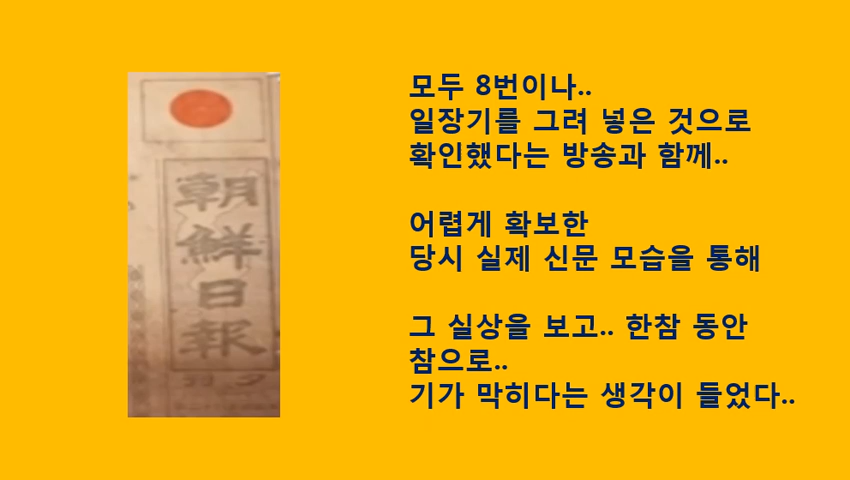 朝鮮日報
모두 8번이나..
일장기를 그려 넣은 것으로
확인했다는 방송과 함께..
어렵게 확보한
당시 실제 신문 모습을 통해
그 실상을 보고.. 한참 동안
참으로..
기가 막히다는 생각이 들었다..